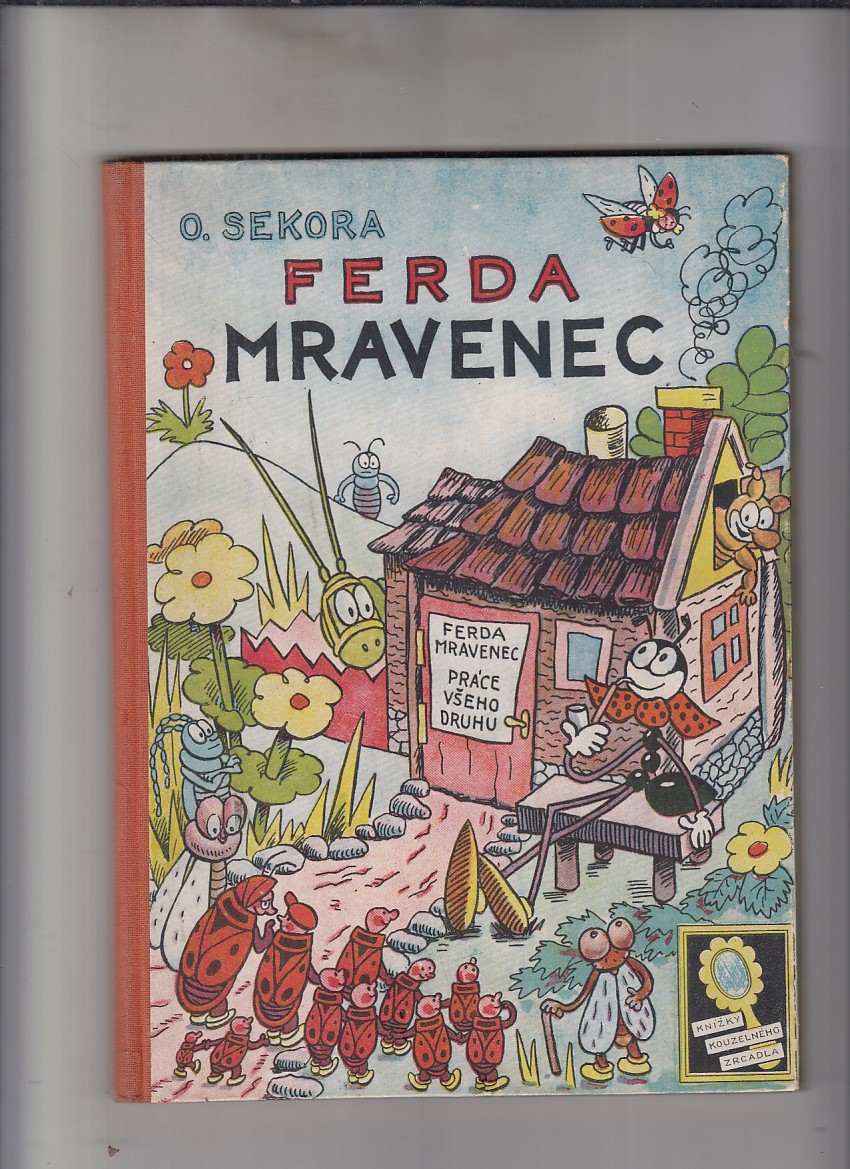 O. SEKORA
FERDA
MRAVENEC
FERDA
MRAVENEC
PRÁCE
VŠEHO
DRUHU
KNÍŽKY
KOUZELNÉHO
ZRCADLA